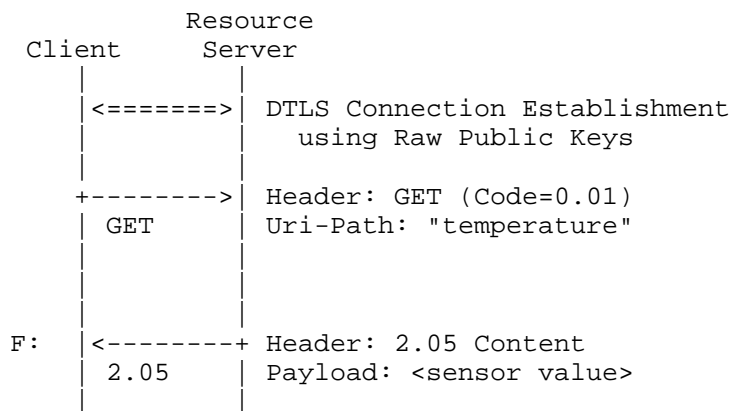 Resource
Client Server
<=======> DTLS Connection Establishment
using Raw Public Keys
+--------> Header: GET (Code=0.01)
GET Uri-Path: "temperature"
F: <--------+ Header: 2.05 Content
2.05 Payload: <sensor value>